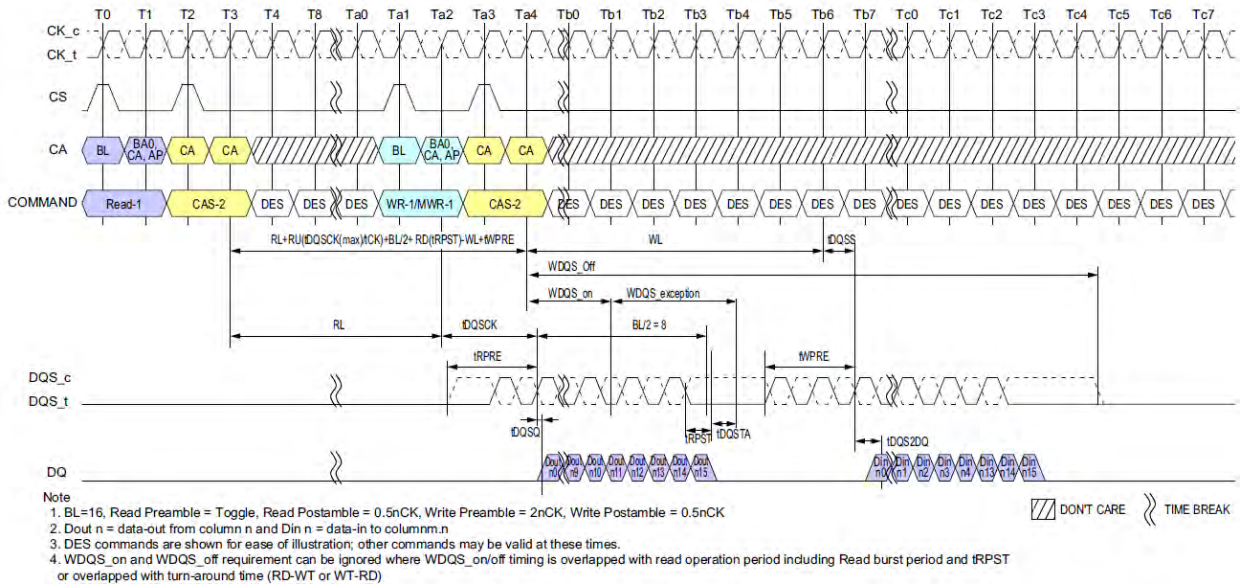 T0 T1 T2 T3 T4 T8 Ta0 Ta1 Ta2 Ta3 Ta4 Tb0 Tb1 Tb2 Tb3 Tb4 Tb5 Tb6 Tb7 Tc0 Tc1 Tc2 Tc3 Tc4 Tc5 Tc6 Tc7
CK_c
CK_t
CS
CA BL BA0, CA, AP CA CA BL BA0, CA, AP CA CA
COMMAND Read-1 CAS-2 DES DES DES WR-1/MWR-1 CAS-2 DES DES DES DES DES DES DES DES DES DES DES DES DES DES DES DES
RL+RU(tDQSCK(max)/tCK)+BL/2+ RD(tRPST)-WL+tWPRE WL tDQSS
WDQS_Off
WDQS_on WDQS_exception
RL tDQSCK BL/2 = 8
tRPRE tWPRE
DQS_c
DQS_t
tDQSQ tRPST tDQSTA tDQS2DQ
DQ Dout n0 Dout n9 Dout n10 Dout n11 Dout n12 Dout n13 Dout n14 Dout n15 Din n0 Din n1 Din n2 Din n3 Din n4 Din n13 Din n14 Din n15
Note
1. BL=16, Read Preamble = Toggle, Read Postamble = 0.5nCK, Write Preamble = 2nCK, Write Postamble = 0.5nCK
2. Dout n = data-out from column n and Din n = data-in to columnm.n
3. DES commands are shown for ease of illustration; other commands may be valid at these times.
4. WDQS_on and WDQS_off requirement can be ignored where WDQS_on/off timing is overlapped with read operation period including Read burst period and tRPST
or overlapped with turn-around time (RD-WT or WT-RD)
DON'T CARE TIME BREAK